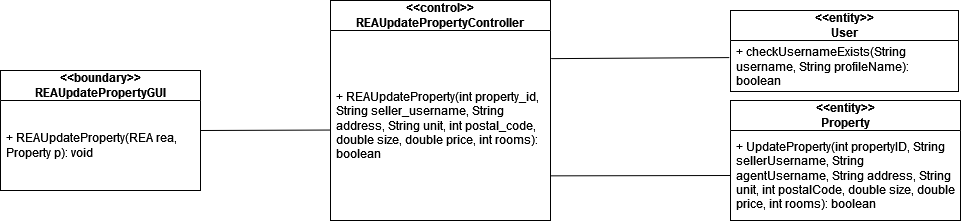 <<boundary>>
REAUpdatePropertyGUI
+ REAUpdateProperty(REA rea,
Property p): void
<<control>>
REAUpdatePropertyController
+ REAUpdateProperty(int property_id,
String seller_username, String
address, String unit, int postal_code,
double size, double price, int rooms):
boolean
<<entity>>
User
+ checkUsernameExists(String
username, String profileName):
boolean
<<entity>>
Property
+ UpdateProperty(int propertyID, String
sellerUsername, String
agentUsername, String address, String
unit, int postalCode, double size, double
price, int rooms): boolean